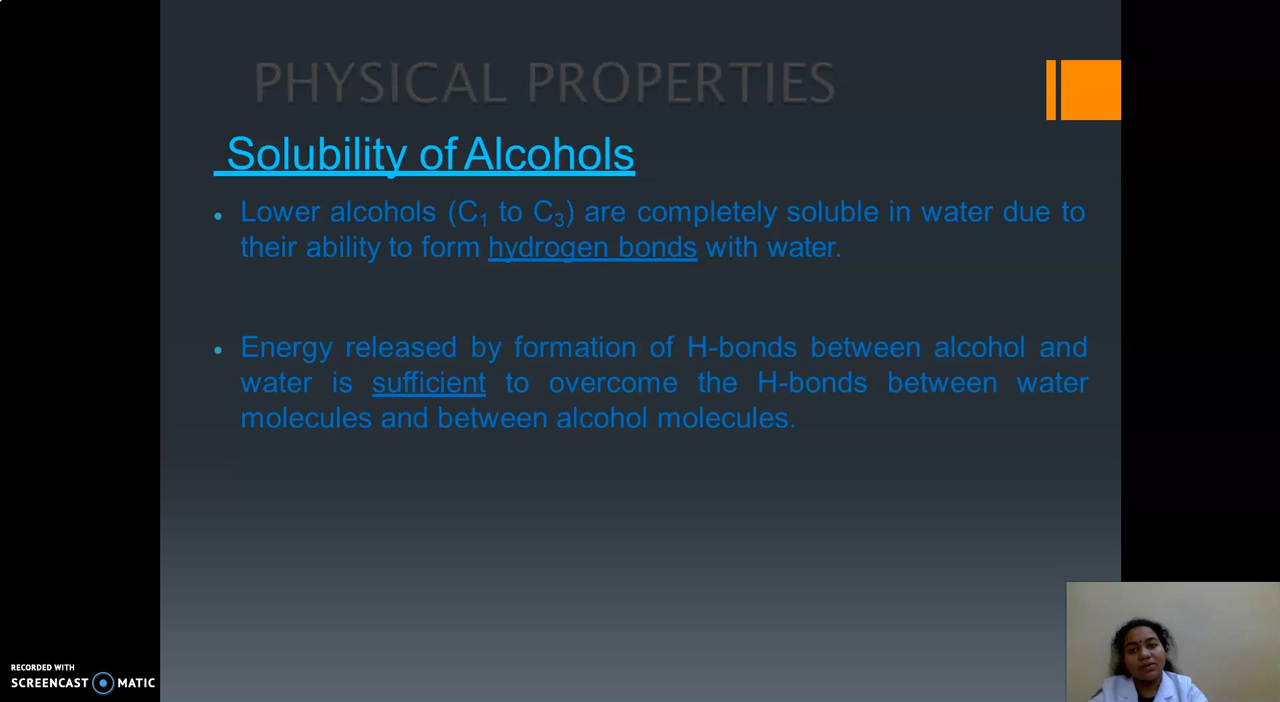 PHYSICAL PROPERTIES
Solubility of Alcohols
• Lower alcohols (C₁ to C₃) are completely soluble in water due to
their ability to form hydrogen bonds with water.
• Energy released by formation of H-bonds between alcohol and
water is sufficient to overcome the H-bonds between water
molecules and between alcohol molecules.
RECORDED WITH
SCREENCAST MATIC